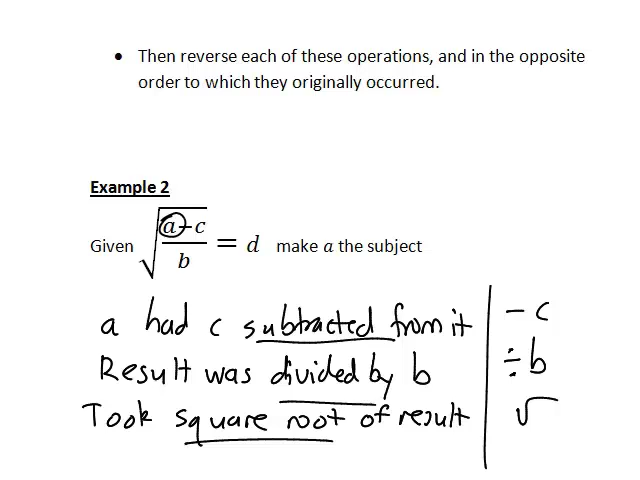 • Then reverse each of these operations, and in the opposite
order to which they originally occurred.
Example 2
Given √((a-c)/b) = d make a the subject
a had c subtracted from it | - c
Result was divided by b | ÷ b
Took square root of result | √